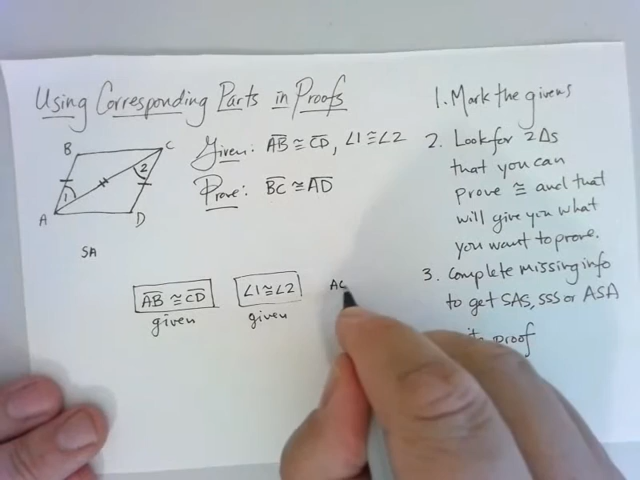 Using Corresponding Parts in Proofs
B
C
1
2
A
D
SA
Given: AB ≅ CD, ∠1 ≅ ∠2
Prove: BC ≅ AD
AB ≅ CD
given
∠1 ≅ ∠2
given
AC
1. Mark the givens
2. Look for 2 Δs
that you can
prove ≅ and that
will give you what
you want to prove.
3. Complete missing info
to get SAS, SSS or ASA
proof